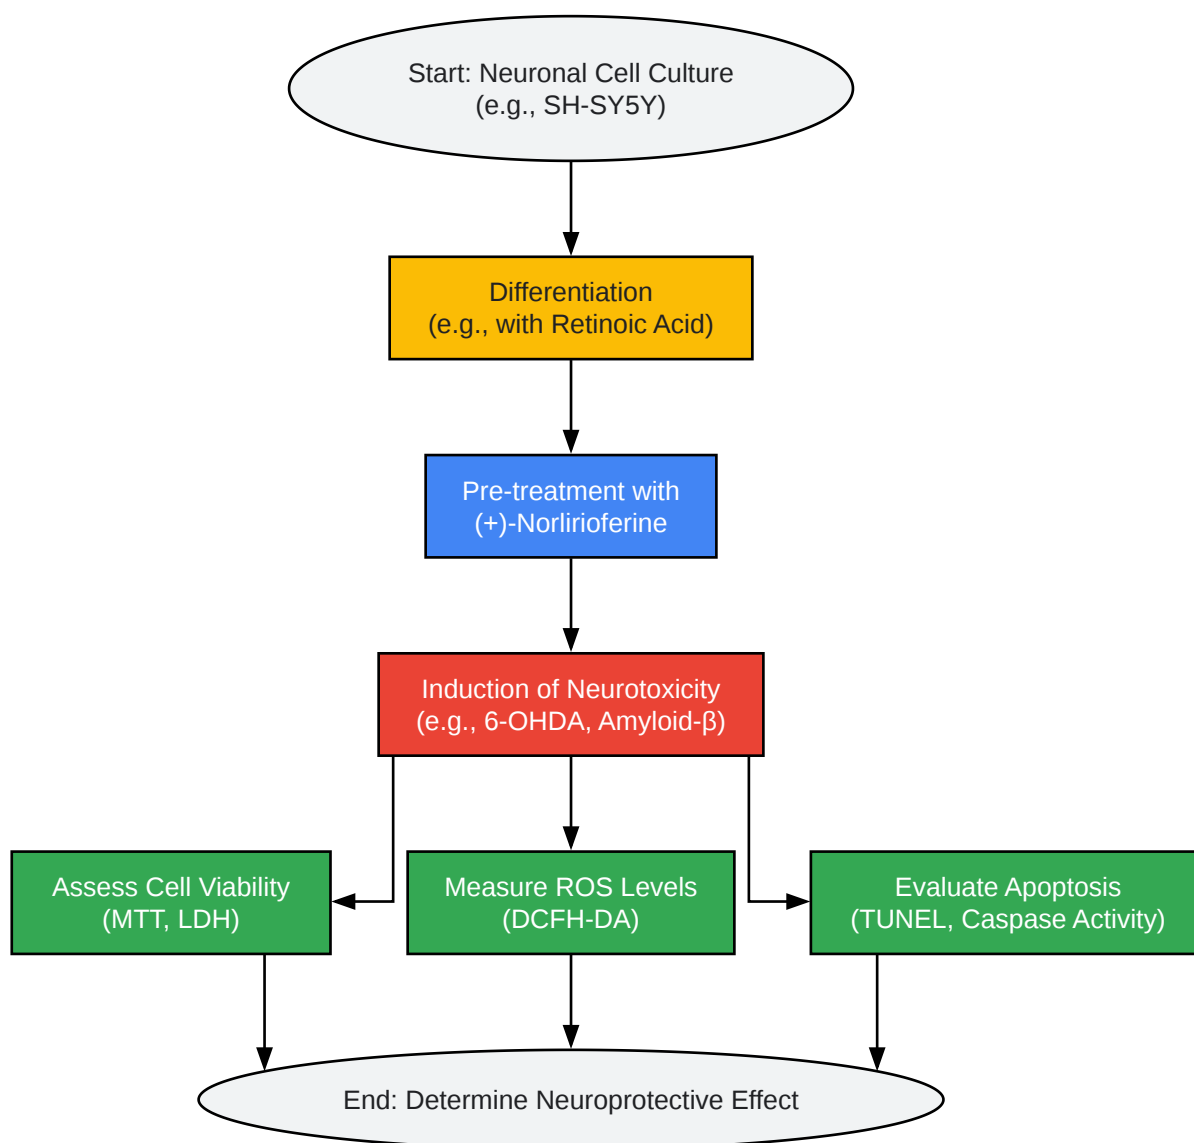 Start: Neuronal Cell Culture
(e.g., SH-SY5Y)
Differentiation
(e.g., with Retinoic Acid)
Pre-treatment with
(+)-Norlirioferine
Induction of Neurotoxicity
(e.g., 6-OHDA, Amyloid-β)
Assess Cell Viability
(MTT, LDH)
Measure ROS Levels
(DCFH-DA)
Evaluate Apoptosis
(TUNEL, Caspase Activity)
End: Determine Neuroprotective Effect